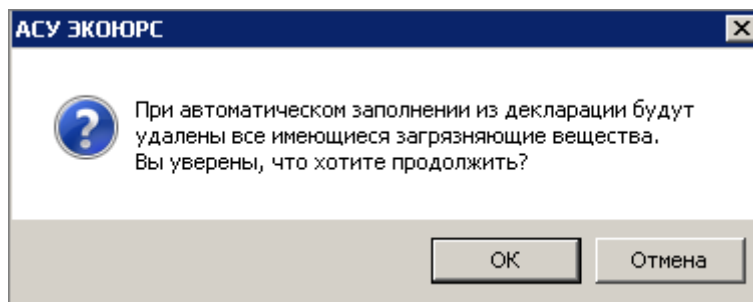 АСУ ЭКОЮРС
При автоматическом заполнении из декларации будут
удалены все имеющиеся загрязняющие вещества.
Вы уверены, что хотите продолжить?
ОК
Отмена